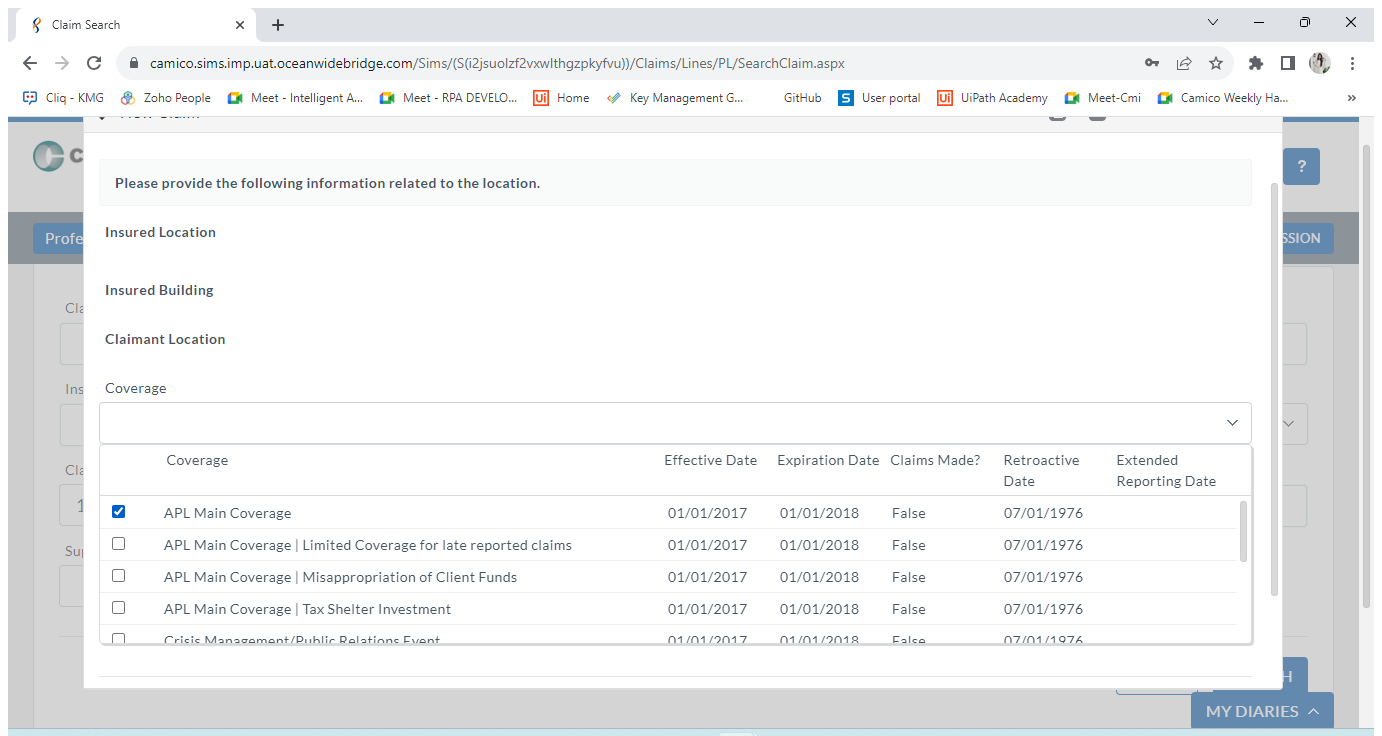 Claim Search
camico.sims.imp.uat.oceanwidebridge.com/Sims/(S(i2jsuolzf2vxwlthgzpkyfvu))/Claims/Lines/PL/SearchClaim.aspx
Cliq - KMG Zoho People Meet - Intelligent A... Meet - RPA DEVELO... Home Key Management G... GitHub User portal UiPath Academy Meet-Cmi Camico Weekly Ha... »
?
Please provide the following information related to the location.
Insured Location
Profe SSION
Insured Building
Cla
Claimant Location
Ins Coverage
Coverage Effective Date Expiration Date Claims Made? Retroactive Date Extended Reporting Date
Cla
1
APL Main Coverage 01/01/2017 01/01/2018 False 07/01/1976
APL Main Coverage | Limited Coverage for late reported claims 01/01/2017 01/01/2018 False 07/01/1976
Su
APL Main Coverage | Misappropriation of Client Funds 01/01/2017 01/01/2018 False 07/01/1976
APL Main Coverage | Tax Shelter Investment 01/01/2017 01/01/2018 False 07/01/1976
Crisis Management/Public Relations Event 01/01/2017 01/01/2018 False 07/01/1976
H
MY DIARIES